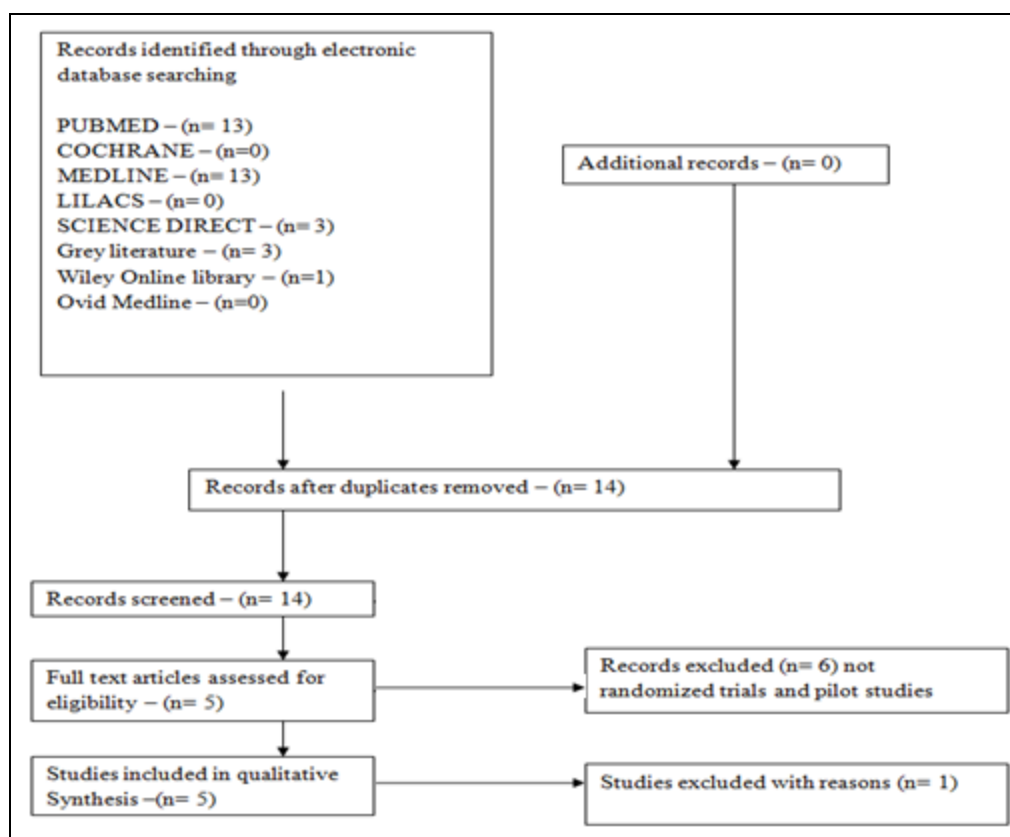 Records identified through electronic
database searching
PUBMED – (n= 13)
COCHRANE – (n=0)
MEDLINE – (n= 13)
LILACS – (n= 0)
SCIENCE DIRECT – (n= 3)
Grey literature – (n= 3)
Wiley Online library – (n=1)
Ovid Medline – (n=0)
Additional records – (n= 0)
Records after duplicates removed – (n= 14)
Records screened – (n= 14)
Full text articles assessed for
eligibility – (n= 5)
Records excluded (n= 6) not
randomized trials and pilot studies
Studies included in qualitative
Synthesis –(n= 5)
Studies excluded with reasons (n= 1)